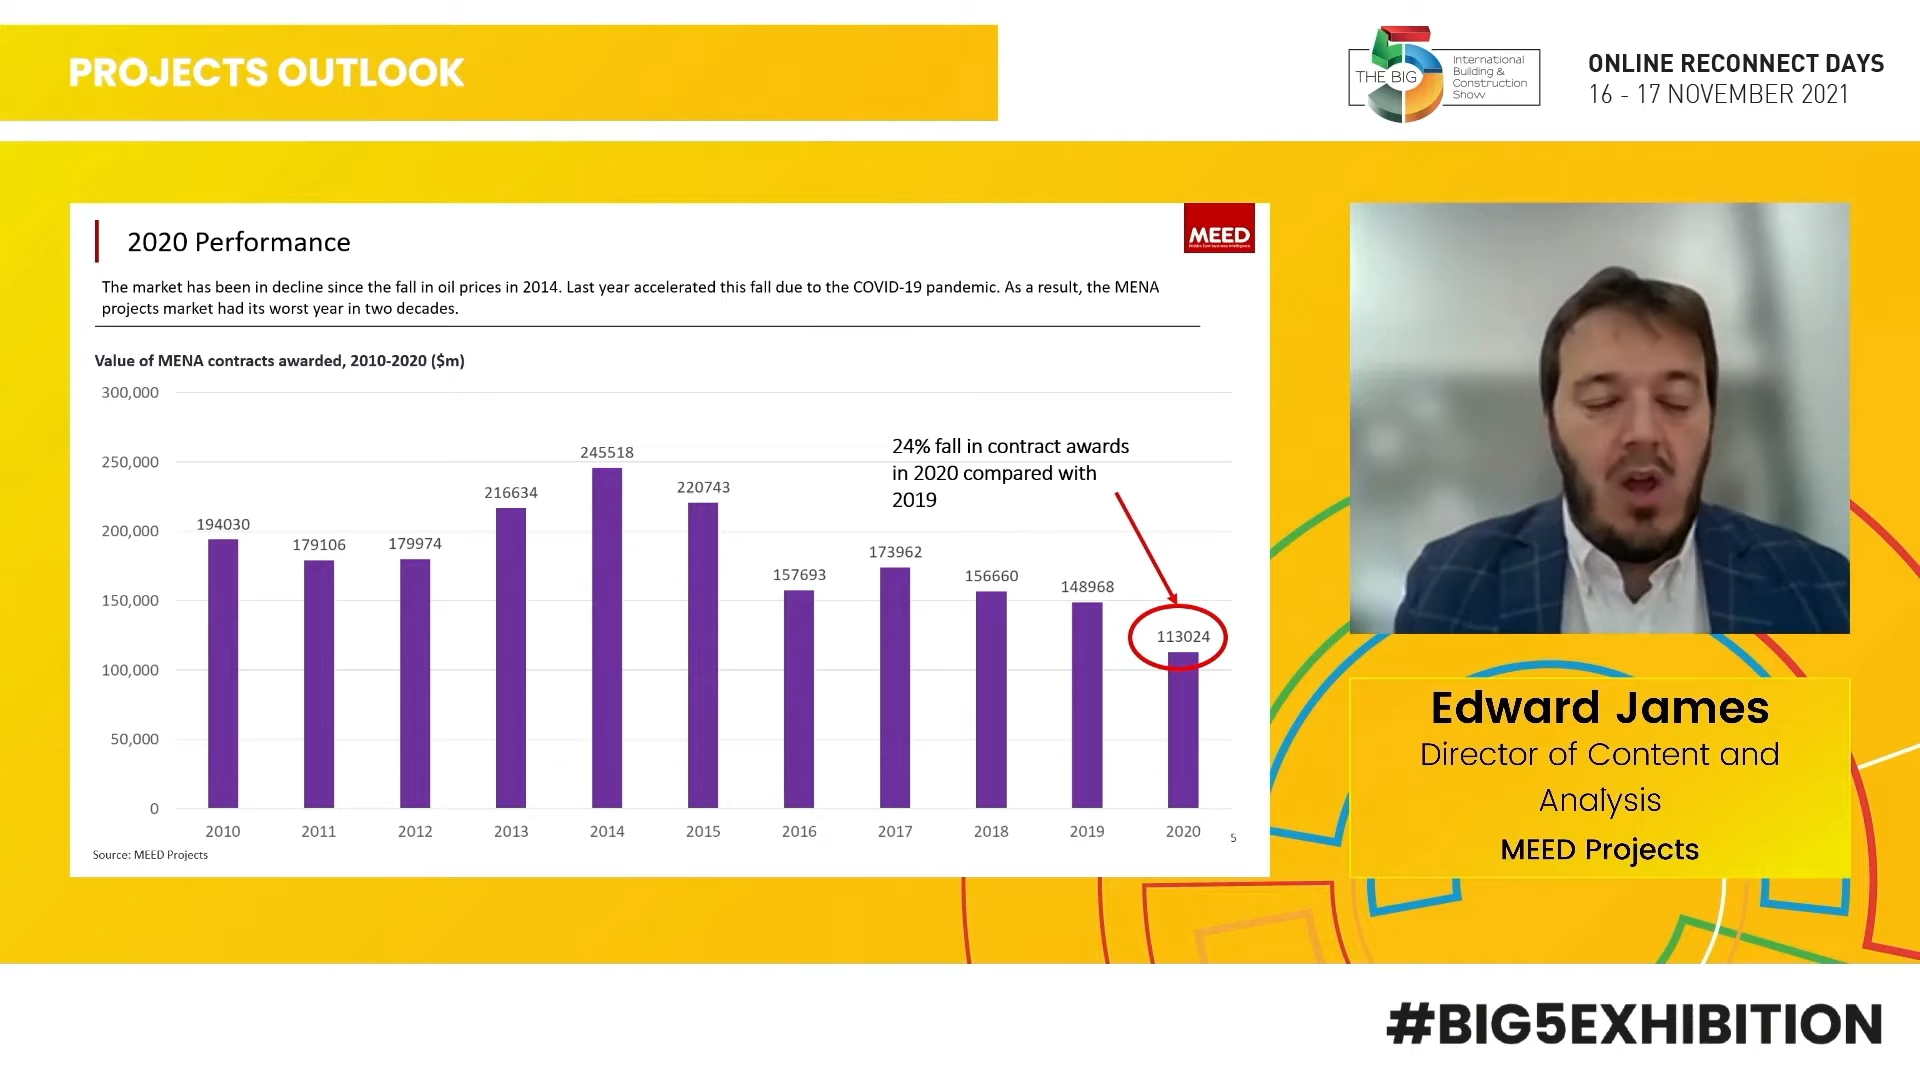 PROJECTS OUTLOOK
THE BIG
International
Building &
Construction
Show
ONLINE RECONNECT DAYS
16 - 17 NOVEMBER 2021
2020 Performance
MEED
Middle East business intelligence
The market has been in decline since the fall in oil prices in 2014. Last year accelerated this fall due to the COVID-19 pandemic. As a result, the MENA
projects market had its worst year in two decades.
Value of MENA contracts awarded, 2010-2020 ($m)
300,000
250,000
200,000
150,000
100,000
50,000
0
194030
179106
179974
216634
245518
220743
157693
173962
156660
148968
113024
24% fall in contract awards
in 2020 compared with
2019
2010
2011
2012
2013
2014
2015
2016
2017
2018
2019
2020
5
Source: MEED Projects
Edward James
Director of Content and
Analysis
MEED Projects
#BIG5EXHIBITION